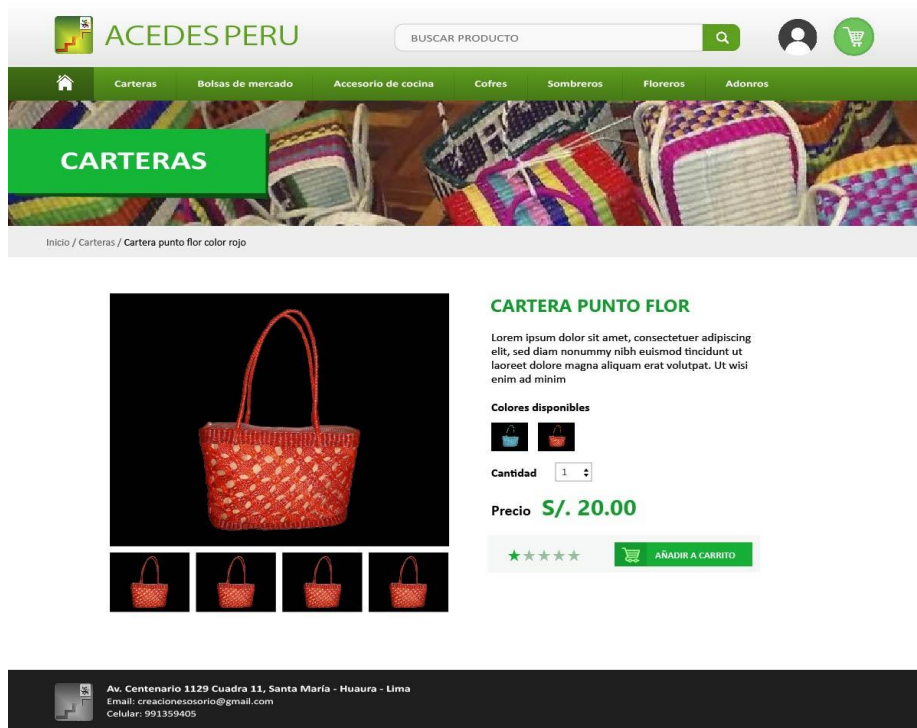 ACEDES PERU
BUSCAR PRODUCTO
Carteras Bolsas de mercado Accesorio de cocina Cofres Sombreros Floreros Adonros
CARTERAS
Inicio / Carteras / Cartera punto flor color rojo
CARTERA PUNTO FLOR
Lorem ipsum dolor sit amet, consectetuer adipiscing
elit, sed diam nonummy nibh euismod tincidunt ut
laoreet dolore magna aliquam erat volutpat. Ut wisi
enim ad minim
Colores disponibles
Cantidad 1
Precio S/. 20.00
AÑADIR A CARRITO
Av. Centenario 1129 Cuadra 11, Santa María - Huaura - Lima
Email: creacionesosorio@gmail.com
Celular: 991359405